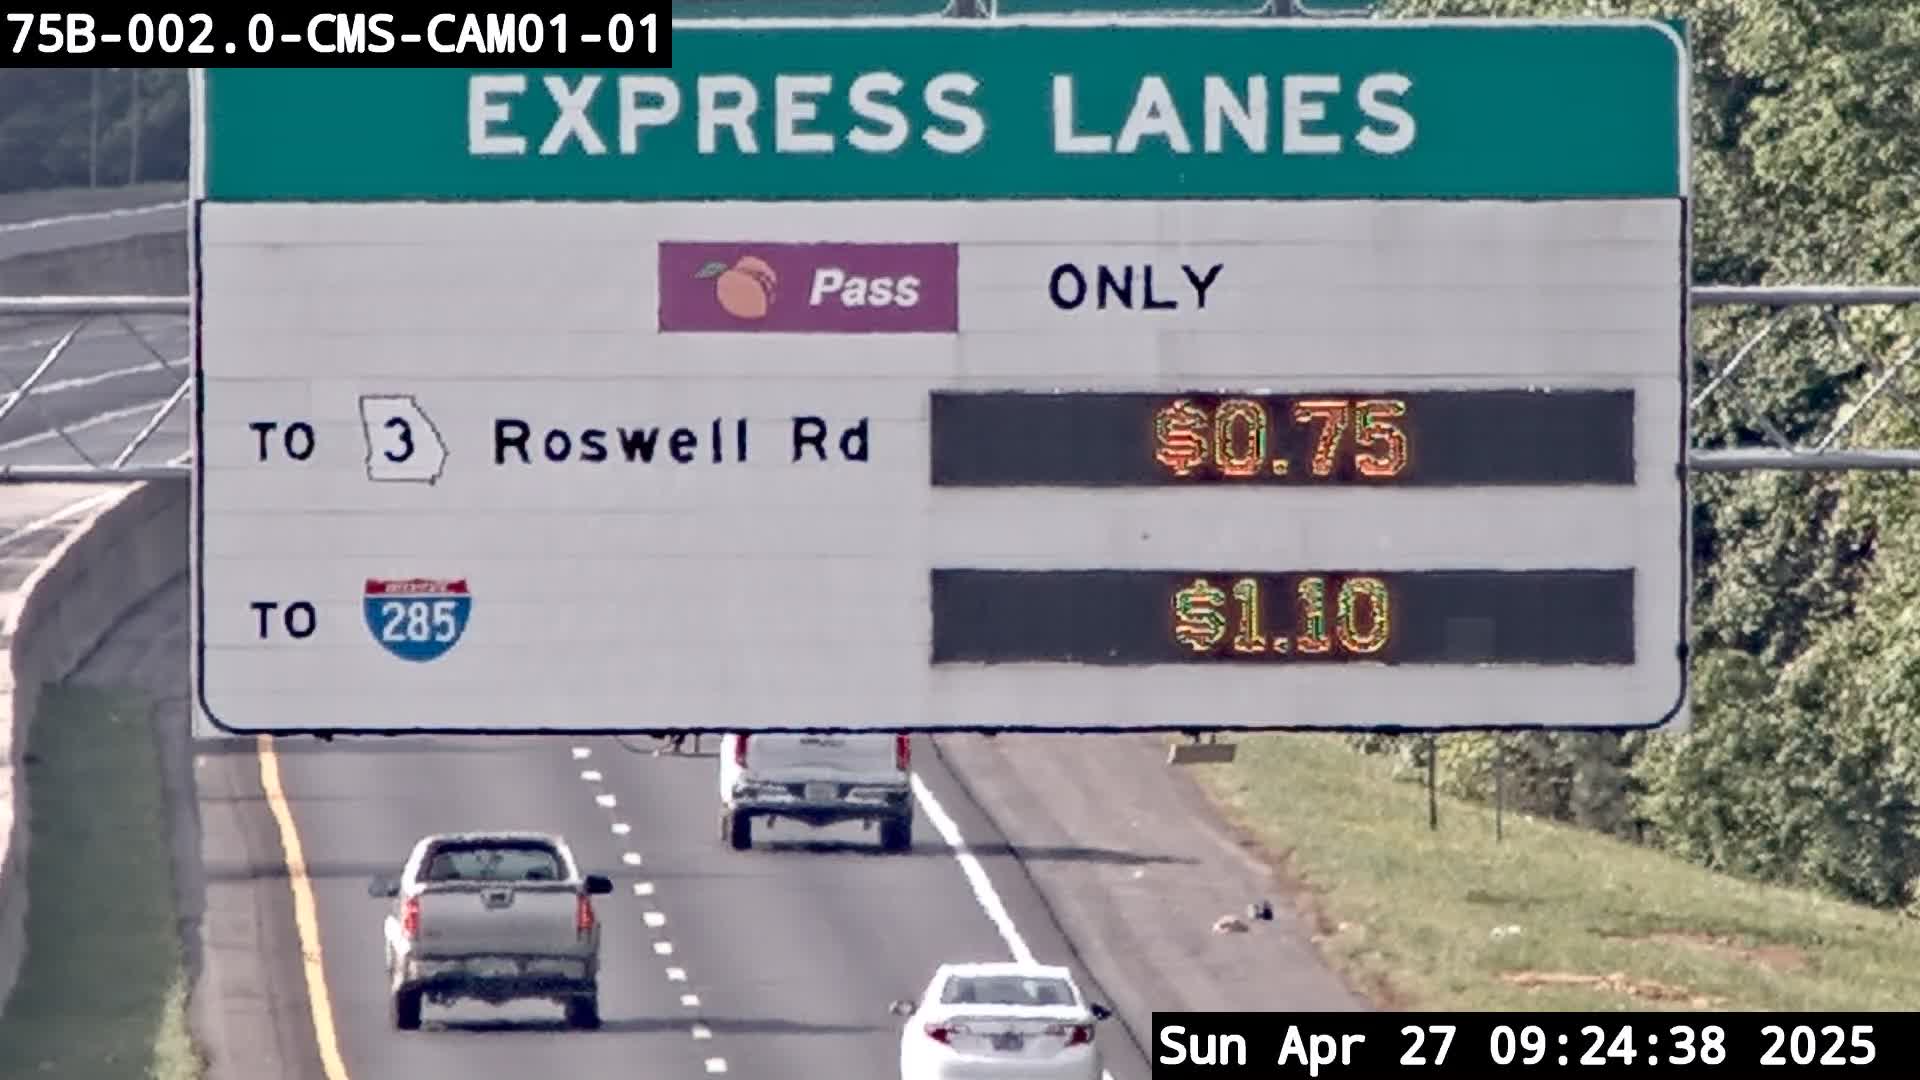 75B-002.0-CMS-CAM01-01
EXPRESS LANES
Pass ONLY
TO 3 Roswell Rd $0.75
TO 285 $1.10
Sun Apr 27 09:24:38 2025